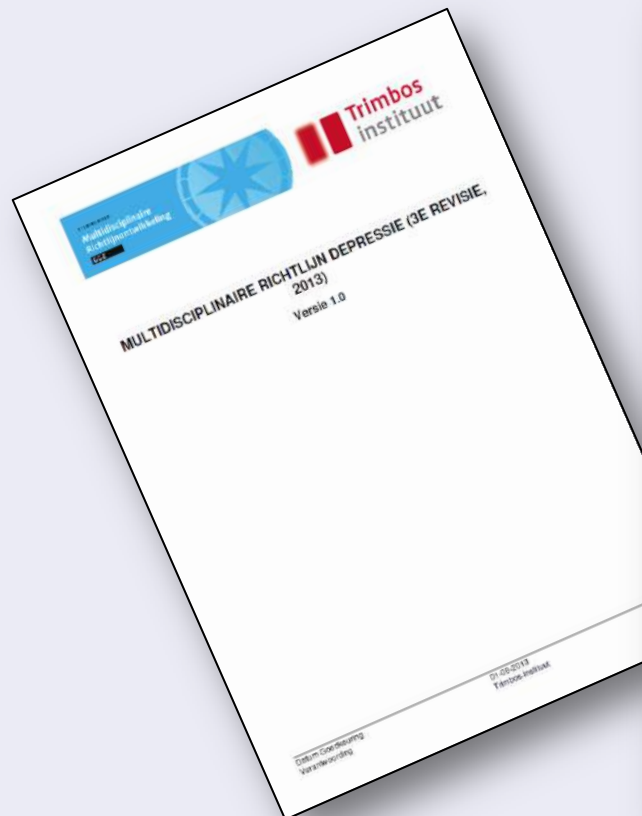 Multidisciplinaire
Richtlijnontwikkeling
GGZ
Trimbos
instituut
MULTIDISCIPLINAIRE RICHTLIJN DEPRESSIE (3E REVISIE,
2013)
Versie 1.0
Datum Goedkeuring
Verantwoording
01-08-2013
Trimbos-instituut